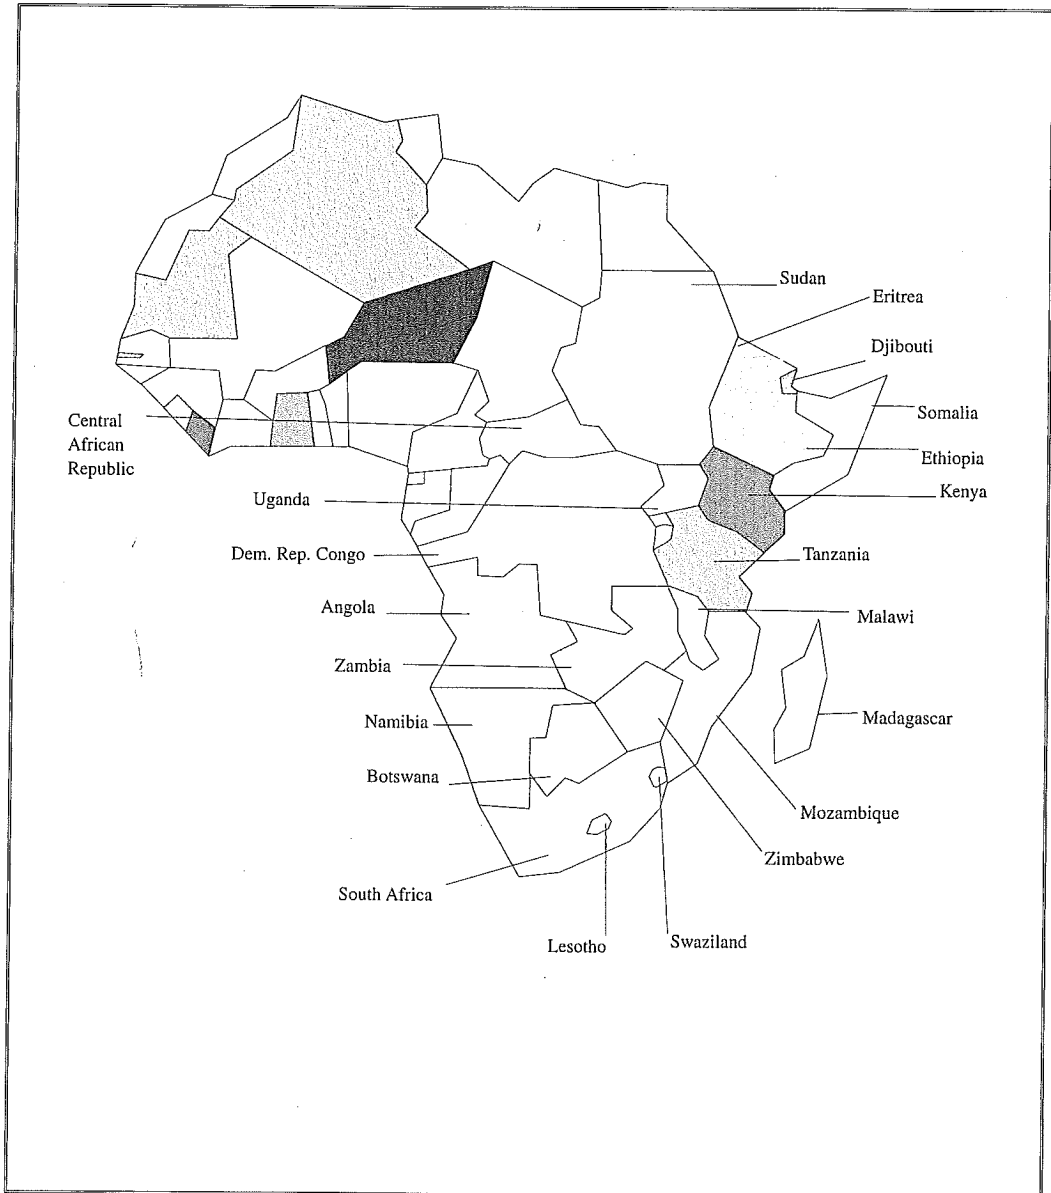 Sudan
Eritrea
Djibouti
Central
African
Republic
Somalia
Ethiopia
Uganda
Kenya
Dem. Rep. Congo
Tanzania
Angola
Malawi
Zambia
Namibia
Madagascar
Botswana
Mozambique
Zimbabwe
South Africa
Lesotho
Swaziland